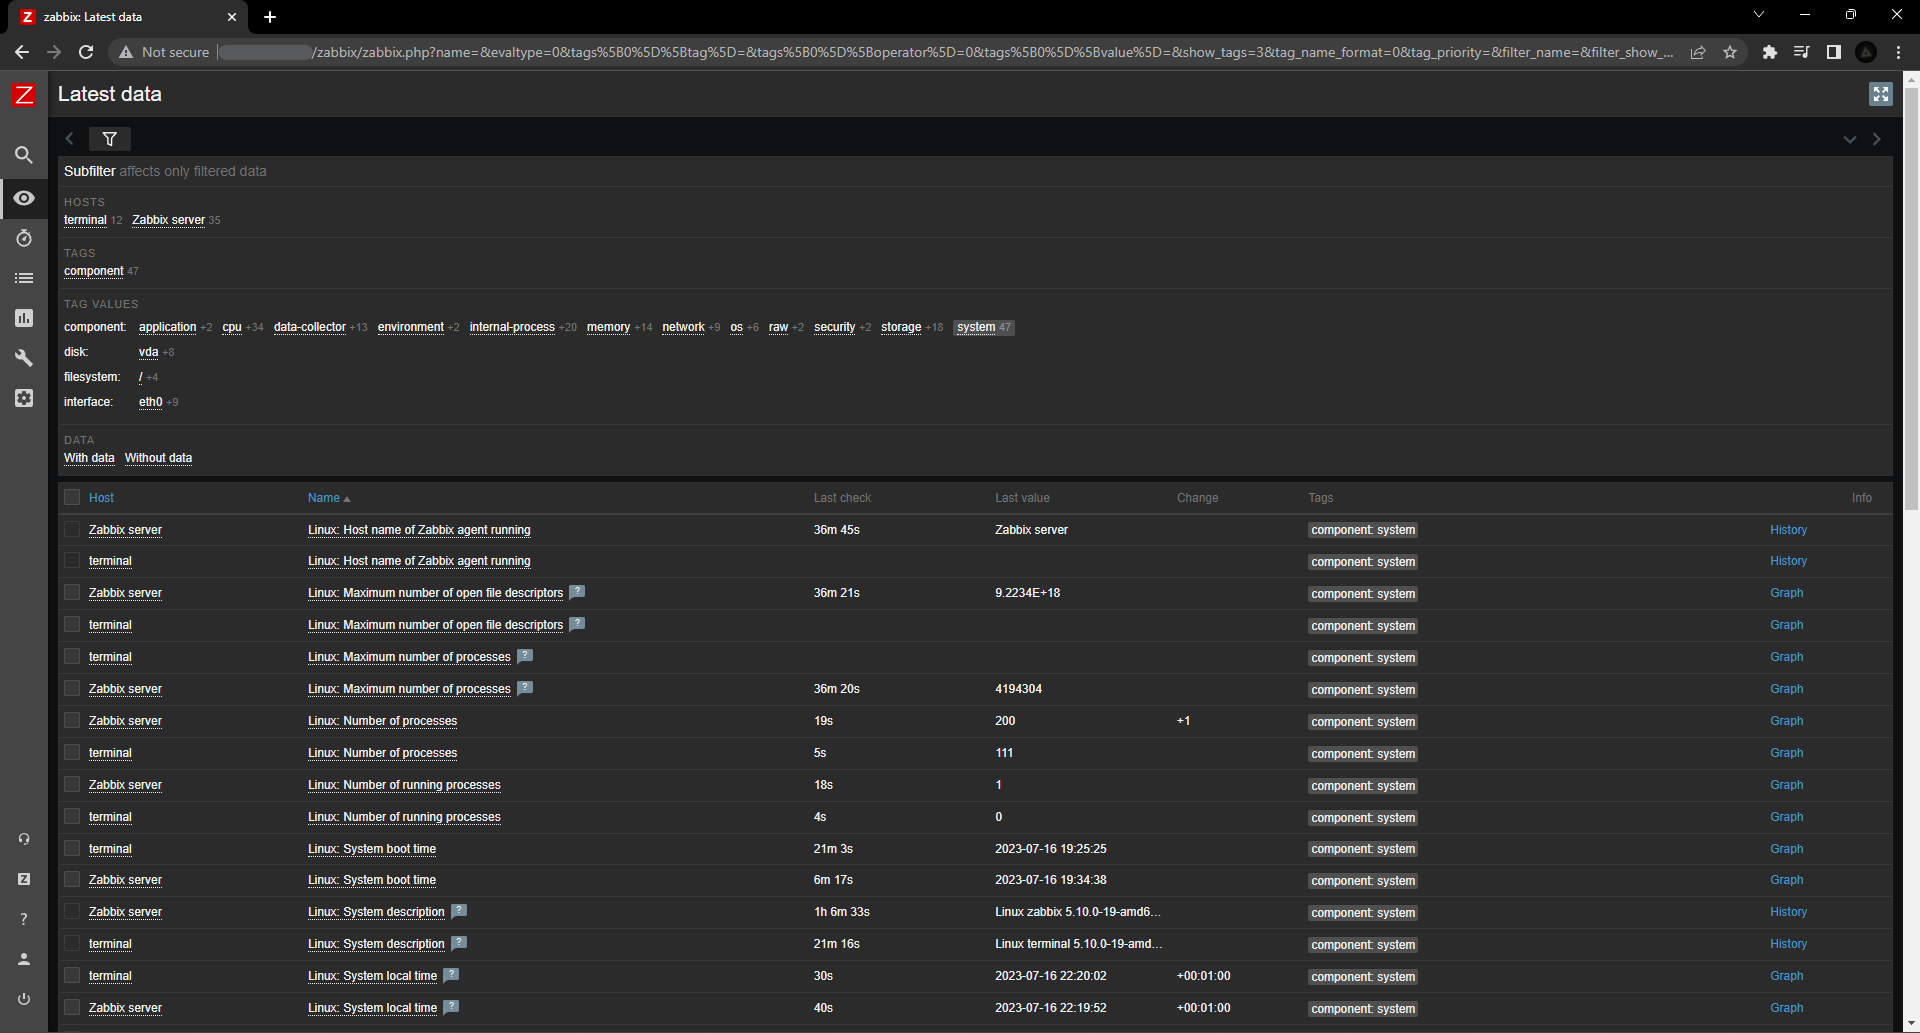 Z zabbix: Latest data
Not secure /zabbix/zabbix.php?name=&evaltype=0&tags%5B0%5D%5Btag%5D=&tags%5B0%5D%5Boperator%5D=0&tags%5B0%5D%5Bvalue%5D=&show_tags=3&tag_name_format=0&tag_priority=&filter_name=&filter_show_...
Z Latest data
Subfilter affects only filtered data
HOSTS
terminal 12 Zabbix server 35
TAGS
component 47
TAG VALUES
component: application +2 cpu +34 data-collector +13 environment +2 internal-process +20 memory +14 network +9 os +6 raw +2 security +2 storage +18 system 47
disk: vda +8
filesystem: / +4
interface: eth0 +9
DATA
With data Without data
Host Name Last check Last value Change Tags Info
Zabbix server Linux: Host name of Zabbix agent running 36m 45s Zabbix server component: system History
terminal Linux: Host name of Zabbix agent running component: system History
Zabbix server Linux: Maximum number of open file descriptors ? 36m 21s 9.2234E+18 component: system Graph
terminal Linux: Maximum number of open file descriptors ? component: system Graph
terminal Linux: Maximum number of processes ? component: system Graph
Zabbix server Linux: Maximum number of processes ? 36m 20s 4194304 component: system Graph
Zabbix server Linux: Number of processes 19s 200 +1 component: system Graph
terminal Linux: Number of processes 5s 111 component: system Graph
Zabbix server Linux: Number of running processes 18s 1 component: system Graph
terminal Linux: Number of running processes 4s 0 component: system Graph
terminal Linux: System boot time 21m 3s 2023-07-16 19:25:25 component: system Graph
Zabbix server Linux: System boot time 6m 17s 2023-07-16 19:34:38 component: system Graph
Zabbix server Linux: System description ? 1h 6m 33s Linux zabbix 5.10.0-19-amd6... component: system History
terminal Linux: System description ? 21m 16s Linux terminal 5.10.0-19-amd... component: system History
terminal Linux: System local time ? 30s 2023-07-16 22:20:02 +00:01:00 component: system Graph
Zabbix server Linux: System local time ? 40s 2023-07-16 22:19:52 +00:01:00 component: system Graph
Z
?